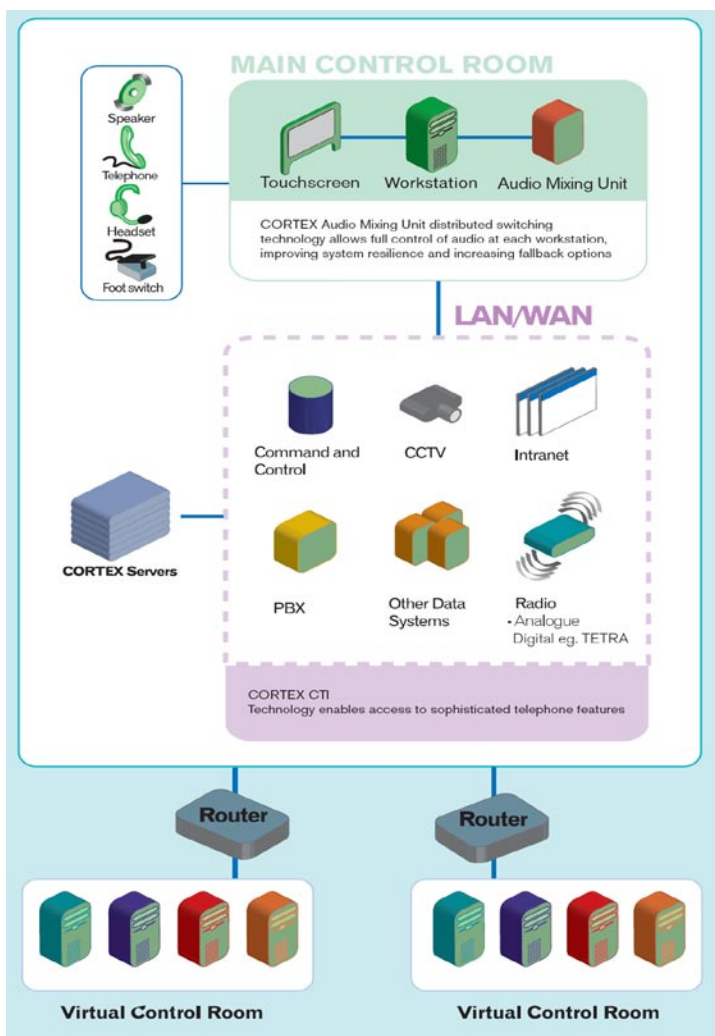 MAIN CONTROL ROOM
Speaker
Telephone
Headset
Foot switch
Touchscreen
Workstation
Audio Mixing Unit
CORTEX Audio Mixing Unit distributed switching
technology allows full control of audio at each workstation,
improving system resilience and increasing fallback options
LAN/WAN
Command and
Control
CCTV
Intranet
CORTEX Servers
PBX
Other Data
Systems
Radio
- Analogue
Digital eg. TETRA
CORTEX CTI
Technology enables access to sophisticated telephone features
Router
Router
Virtual Control Room
Virtual Control Room